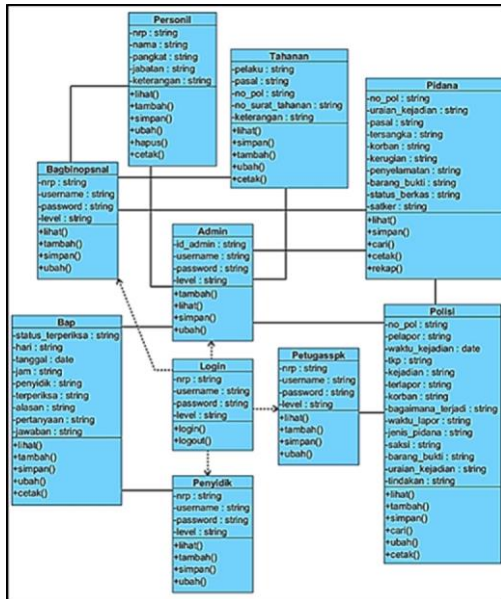 Personil
-nrp : string
-nama : string
-pangkat : string
-jabatan : string
-keterangan : string
+lihat()
+tambah()
+simpan()
+ubah()
+hapus()
+cetak()
Tahanan
-pelaku : string
-pasal : string
-no_pol : string
-no_surat_tahanan : string
-keterangan : string
+lihat()
+simpan()
+tambah()
+ubah()
+cetak()
Pidana
-no_pol : string
-uraian_kejadian : string
-pasal : string
-tersangka : string
-korban : string
-kerugian : string
-penyelamatan : string
-barang_bukti : string
-status_berkas : string
-satker : string
+lihat()
+simpan()
+cari()
+cetak()
+rekap()
Bagbinopsnal
-nrp : string
-username : string
-password : string
-level : string
+lihat()
+tambah()
+simpan()
+ubah()
Admin
-id_admin : string
-username : string
-password : string
-level : string
+tambah()
+lihat()
+simpan()
+ubah()
Bap
-status_terperiksa : string
-hari : string
-tanggal : date
-jam : string
-penyidik : string
-terperiksa : string
-alasan : string
-pertanyaan : string
-jawaban : string
+lihat()
+tambah()
+simpan()
+ubah()
+cetak()
Login
-nrp : string
-username : string
-password : string
-level : string
+login()
+logout()
Petugasspk
-nrp : string
-username : string
-password : string
-level : string
+lihat()
+tambah()
+simpan()
+ubah()
Polisi
-no_pol : string
-pelapor : string
-waktu_kejadian : date
-tkp : string
-kejadian : string
-terlapor : string
-korban : string
-bagaimana_terjadi : string
-waktu_lapor : string
-jenis_pidana : string
-saksi : string
-barang_bukti : string
-uraian_kejadian : string
-tindakan : string
+lihat()
+tambah()
+simpan()
+cari()
+ubah()
+cetak()
Penyidik
-nrp : string
-username : string
-password : string
-level : string
+lihat()
+tambah()
+simpan()
+ubah()